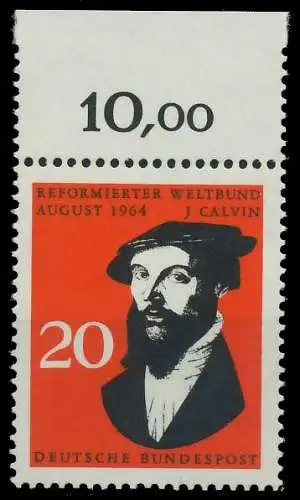 10,00
REFORMIERTER WELTBUND
AUGUST 1964 J CALVIN
20
DEUTSCHE BUNDESPOST